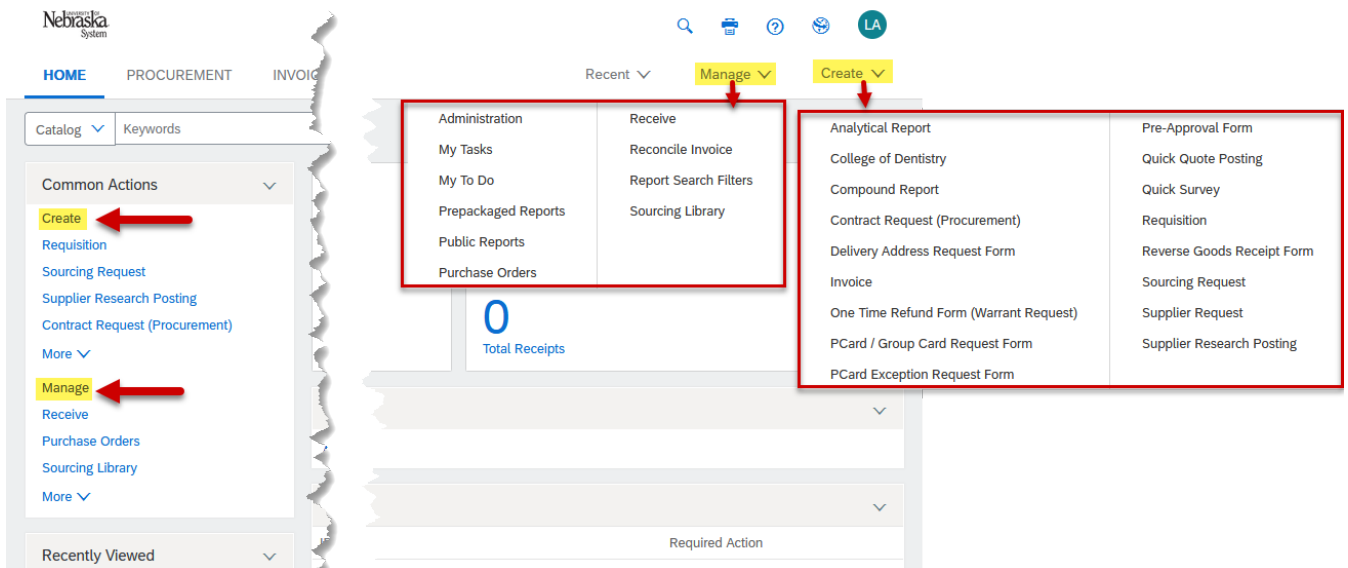 UNIVERSITY OF
Nebraska
System
LA
HOME
PROCUREMENT
INVOIC
Recent
Manage
Create
Catalog
Keywords
Common Actions
Create
Requisition
Sourcing Request
Supplier Research Posting
Contract Request (Procurement)
More
Manage
Receive
Purchase Orders
Sourcing Library
More
Recently Viewed
Administration
My Tasks
My To Do
Prepackaged Reports
Public Reports
Purchase Orders
Receive
Reconcile Invoice
Report Search Filters
Sourcing Library
0
Total Receipts
Required Action
Analytical Report
College of Dentistry
Compound Report
Contract Request (Procurement)
Delivery Address Request Form
Invoice
One Time Refund Form (Warrant Request)
PCard / Group Card Request Form
PCard Exception Request Form
Pre-Approval Form
Quick Quote Posting
Quick Survey
Requisition
Reverse Goods Receipt Form
Sourcing Request
Supplier Request
Supplier Research Posting